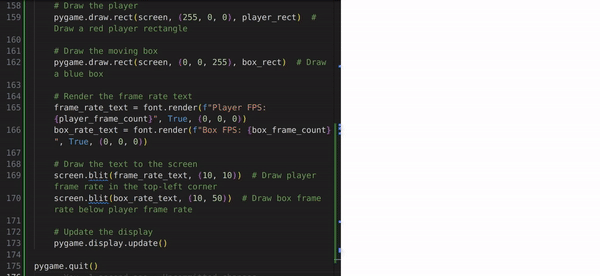 158 # Draw the player
159 pygame.draw.rect(screen, (255, 0, 0), player_rect)  #
Draw a red player rectangle
160
161 # Draw the moving box
162 pygame.draw.rect(screen, (0, 0, 255), box_rect)  # Draw
a blue box
163
164 # Render the frame rate text
165 frame_rate_text = font.render(f"Player FPS:
{player_frame_count}", True, (0, 0, 0))
166 box_rate_text = font.render(f"Box FPS: {box_frame_count}
", True, (0, 0, 0))
167
168 # Draw the text to the screen
169 screen.blit(frame_rate_text, (10, 10))  # Draw player
frame rate in the top-left corner
170 screen.blit(box_rate_text, (10, 50))  # Draw box frame
rate below player frame rate
171
172 # Update the display
173 pygame.display.update()
174
175 pygame.quit()